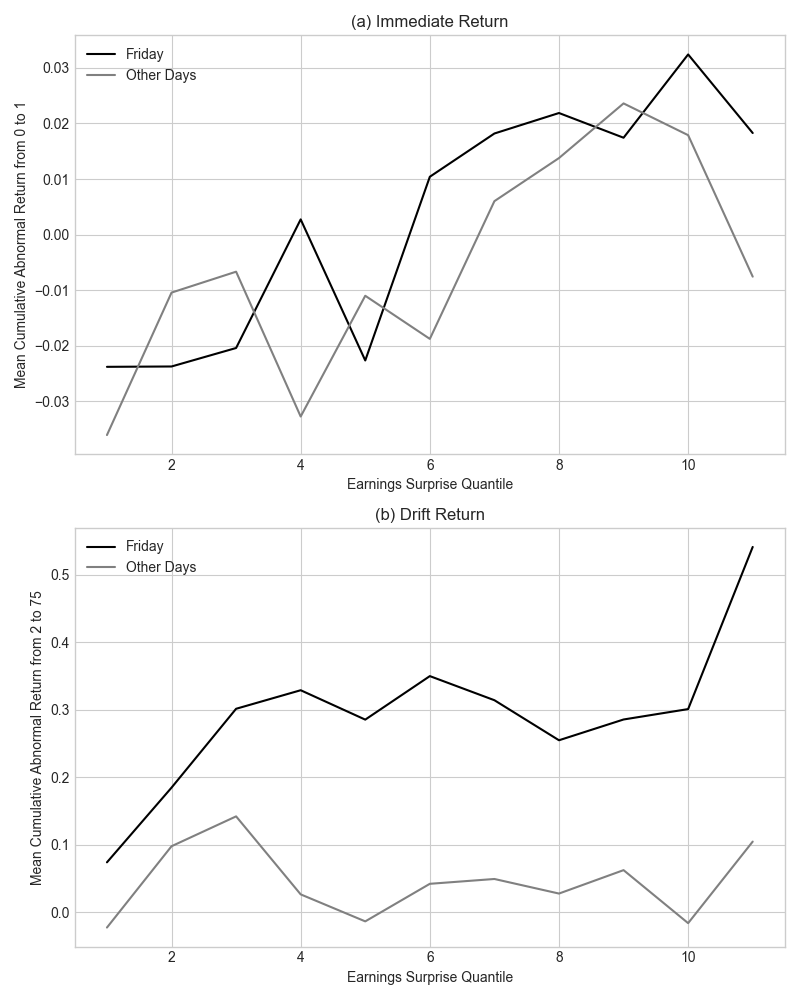 (a) Immediate Return
Friday
Other Days
Mean Cumulative Abnormal Return from 0 to 1
0.03
0.02
0.01
0.00
−0.01
−0.02
−0.03
2 4 6 8 10
Earnings Surprise Quantile
(b) Drift Return
Friday
Other Days
Mean Cumulative Abnormal Return from 2 to 75
0.5
0.4
0.3
0.2
0.1
0.0
2 4 6 8 10
Earnings Surprise Quantile